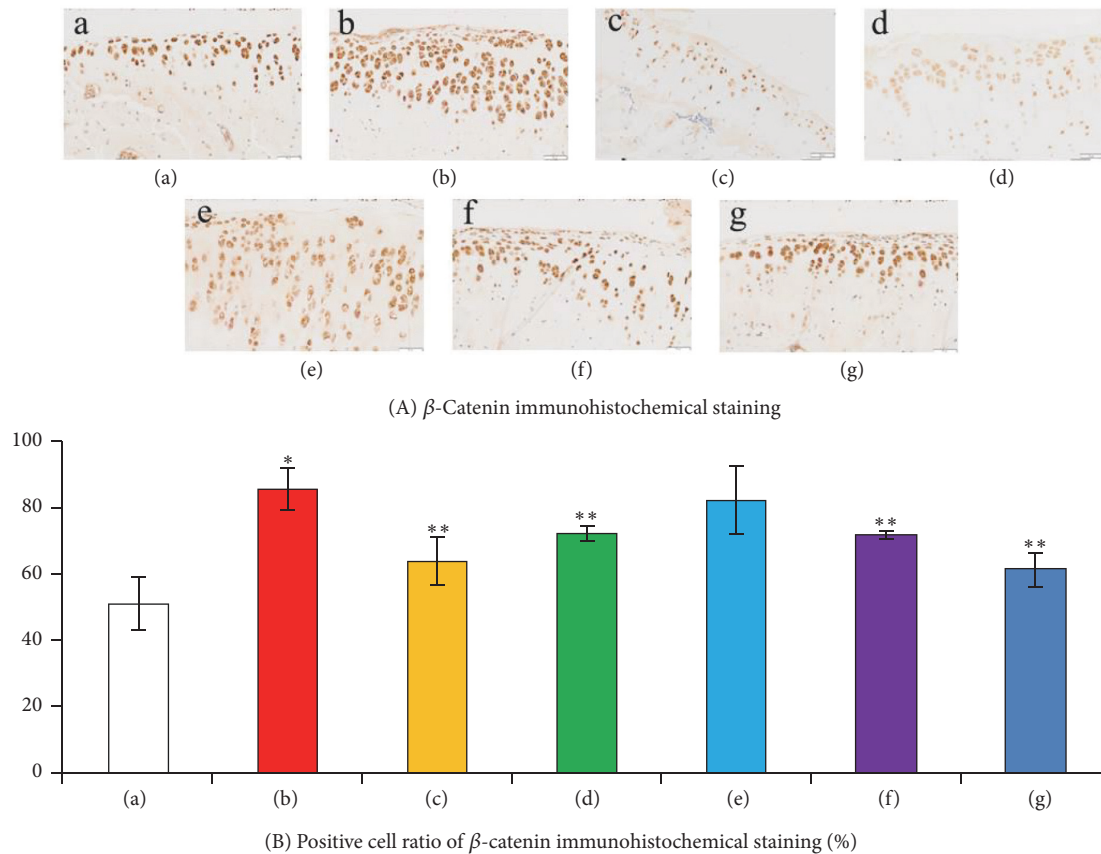 a b c d
(a) (b) (c) (d)
e f g
(e) (f) (g)
(A) β-Catenin immunohistochemical staining
100
80
60
40
20
0
* ** ** ** **
(a) (b) (c) (d) (e) (f) (g)
(B) Positive cell ratio of β-catenin immunohistochemical staining (%)